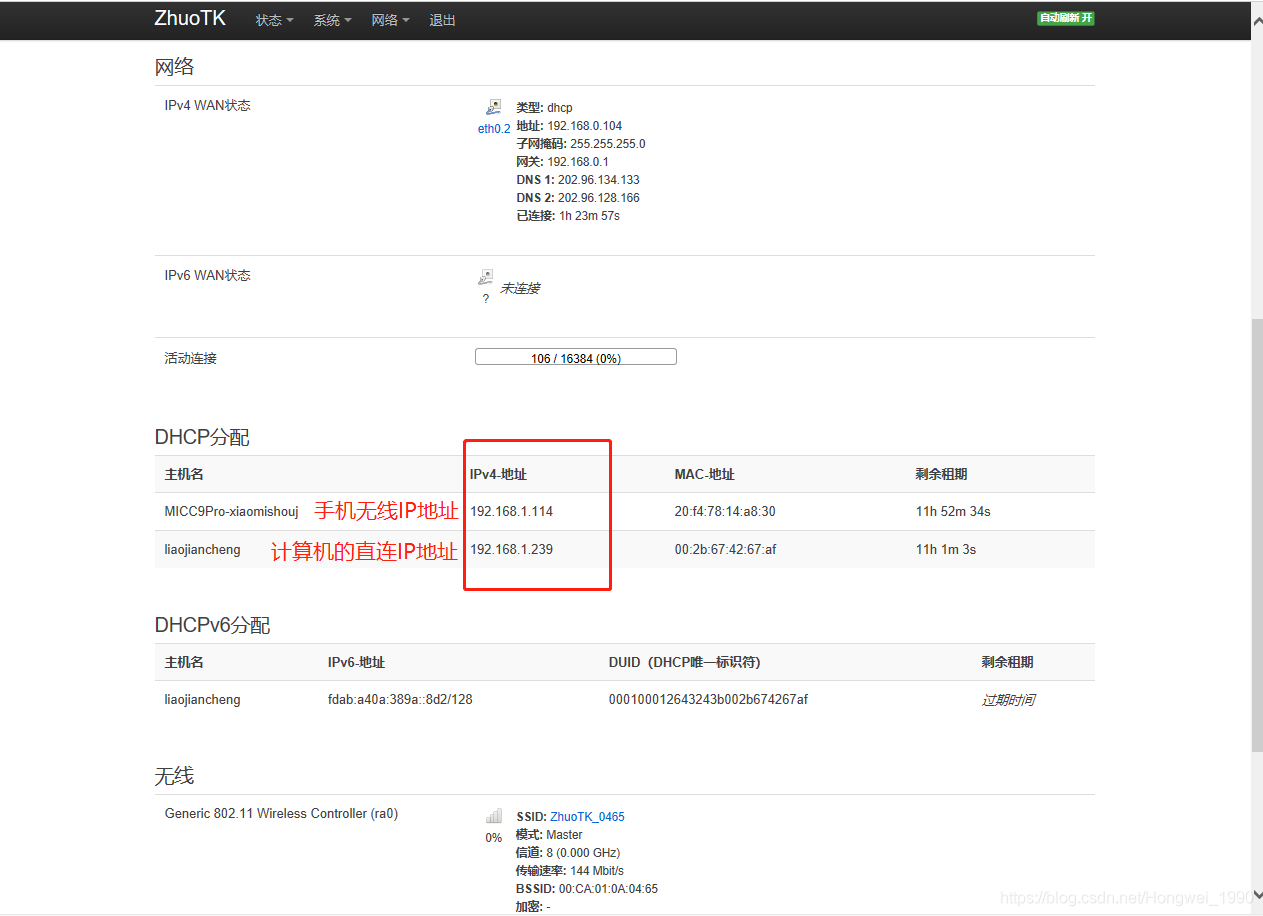 ZhuoTK 状态 系统 网络 退出 自动刷新 开
网络
IPv4 WAN状态
eth0.2
类型: dhcp
地址: 192.168.0.104
子网掩码: 255.255.255.0
网关: 192.168.0.1
DNS 1: 202.96.134.133
DNS 2: 202.96.128.166
已连接: 1h 23m 57s
IPv6 WAN状态
? 未连接
活动连接 106 / 16384 (0%)
DHCP分配
主机名 IPv4-地址 MAC-地址 剩余租期
MICC9Pro-xiaomishouj 手机无线IP地址 192.168.1.114 20:f4:78:14:a8:30 11h 52m 34s
liaojiancheng 计算机的直连IP地址 192.168.1.239 00:2b:67:42:67:af 11h 1m 3s
DHCPv6分配
主机名 IPv6-地址 DUID（DHCP唯一标识符) 剩余租期
liaojiancheng fdab:a40a:389a::8d2/128 000100012643243b002b674267af 过期时间
无线
Generic 802.11 Wireless Controller (ra0)
0%
SSID: ZhuoTK_0465
模式: Master
信道: 8 (0.000 GHz)
传输速率: 144 Mbit/s
BSSID: 00:CA:01:0A:04:65
加密: -
https://blog.csdn.net/Hongwei_1990